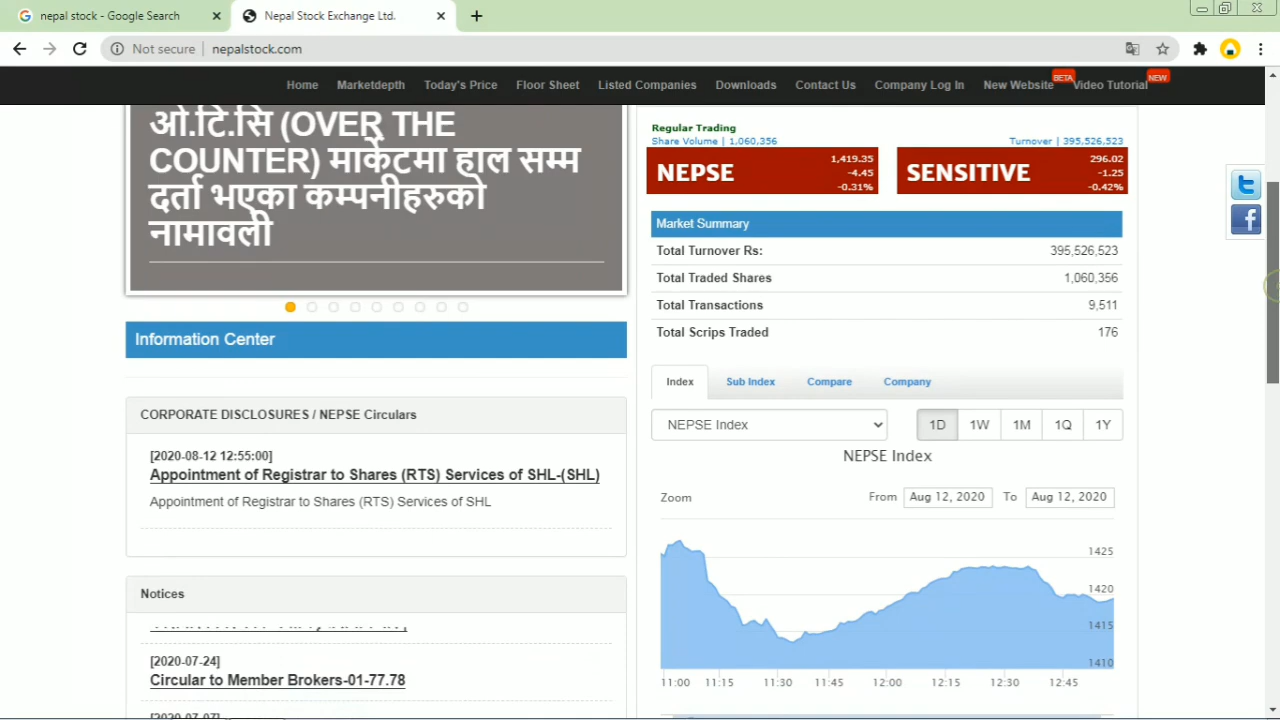 nepal stock - Google Search
Nepal Stock Exchange Ltd.
Not secure
nepalstock.com
Home
Marketdepth
Today's Price
Floor Sheet
Listed Companies
Downloads
Contact Us
Company Log In
New Website
BETA
Video Tutorial
NEW
ओ.टि.सि (OVER THE
COUNTER) मार्केटमा हाल सम्म
दर्ता भएका कम्पनीहरुको
नामावली
Information Center
CORPORATE DISCLOSURES / NEPSE Circulars
[2020-08-12 12:55:00]
Appointment of Registrar to Shares (RTS) Services of SHL-(SHL)
Appointment of Registrar to Shares (RTS) Services of SHL
Notices
[2020-07-24]
Circular to Member Brokers-01-77.78
Regular Trading
Share Volume | 1,060,356
Turnover | 395,526,523
NEPSE
1,419.35
-4.45
-0.31%
SENSITIVE
296.02
-1.25
-0.42%
Market Summary
Total Turnover Rs: 395,526,523
Total Traded Shares 1,060,356
Total Transactions 9,511
Total Scrips Traded 176
Index
Sub Index
Compare
Company
NEPSE Index
1D 1W 1M 1Q 1Y
NEPSE Index
Zoom
From Aug 12, 2020 To Aug 12, 2020
1425
1420
1415
1410
11:00 11:15 11:30 11:45 12:00 12:15 12:30 12:45